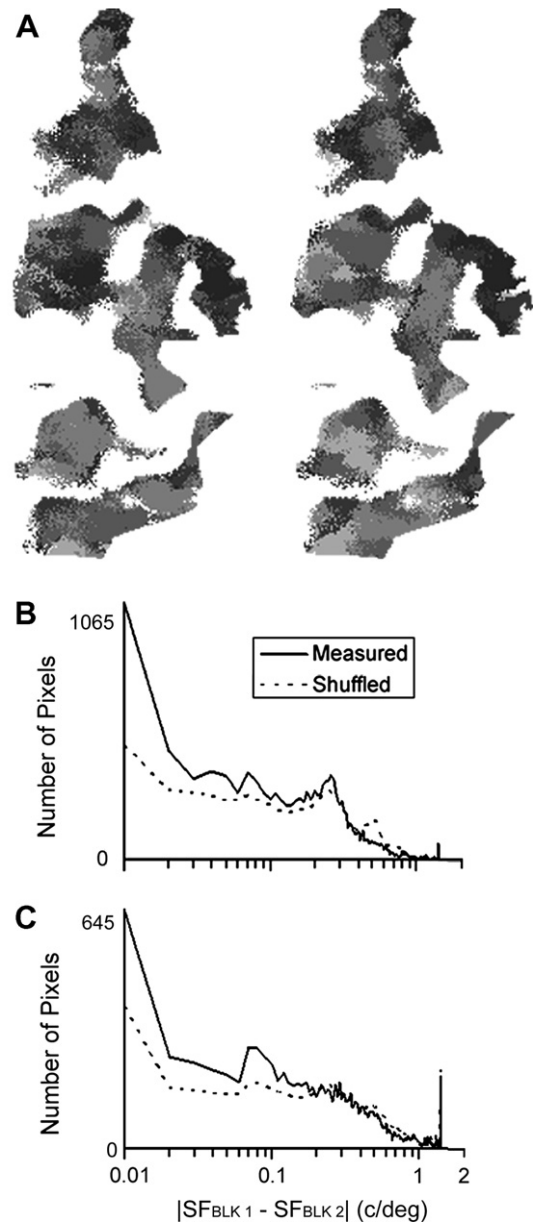 A
B
1065
Number of Pixels
0
Measured
Shuffled
C
645
Number of Pixels
0
0.01
0.1
1
2
|SFBLK 1 - SFBLK 2| (c/deg)